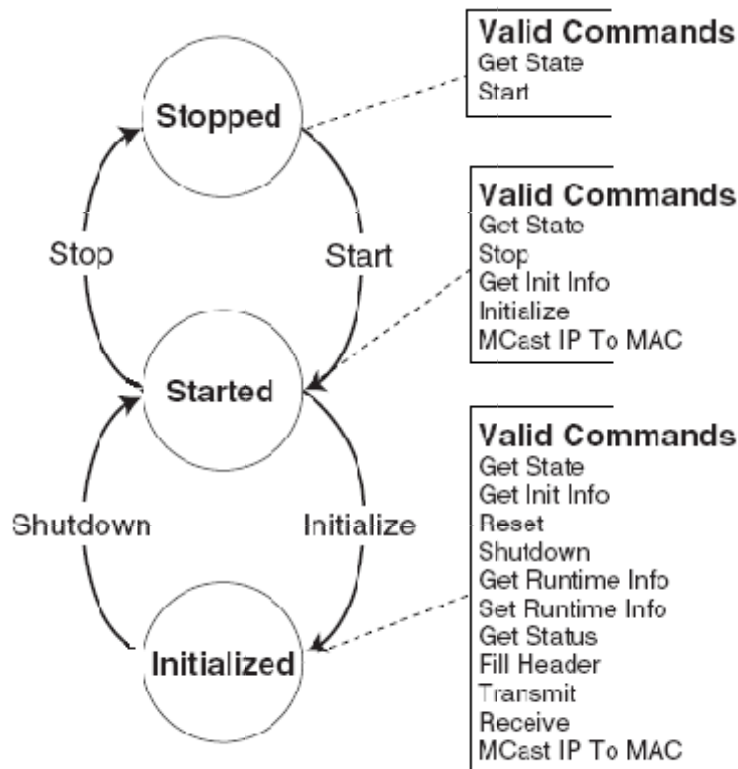 Valid Commands
Get State
Start
Stopped
Stop
Start
Valid Commands
Get State
Stop
Get Init Info
Initialize
MCast IP To MAC
Started
Valid Commands
Get State
Get Init Info
Reset
Shutdown
Get Runtime Info
Set Runtime Info
Get Status
Fill Header
Transmit
Receive
MCast IP To MAC
Shutdown
Initialize
Initialized